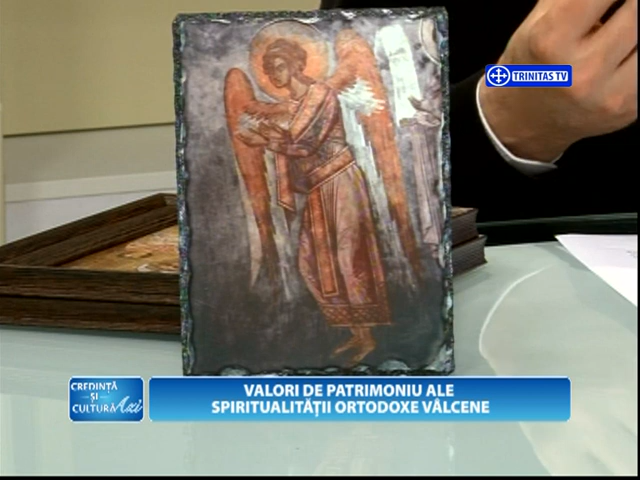 TRINITAS TV
CREDINȚĂ
ȘI
CULTURĂ
Azi
VALORI DE PATRIMONIU ALE
SPIRITUALITĂȚII ORTODOXE VÂLCENE